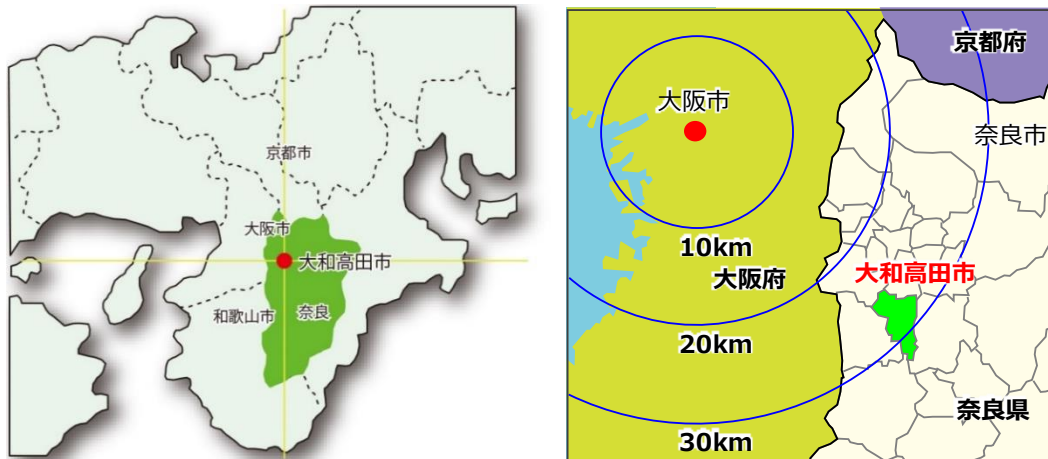 京都市
大阪市
大和高田市
和歌山市
奈良
京都府
大阪市
奈良市
10km
大阪府
大和高田市
20km
奈良県
30km